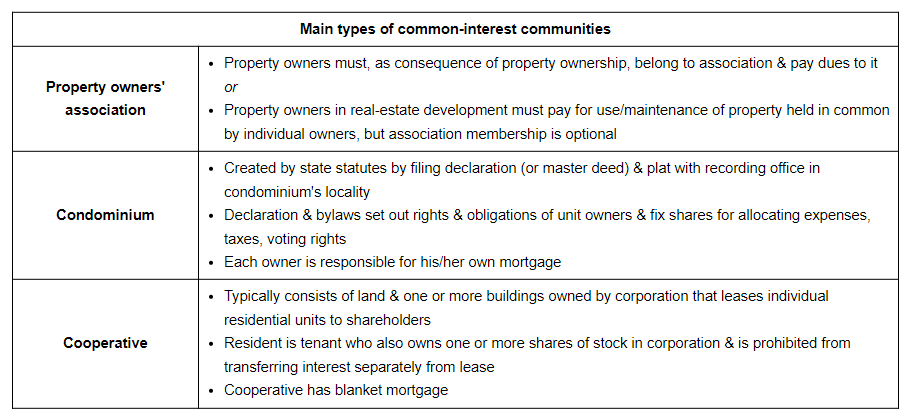 Main types of common-interest communities
Property owners'
association
• Property owners must, as consequence of property ownership, belong to association & pay dues to it
or
• Property owners in real-estate development must pay for use/maintenance of property held in common
by individual owners, but association membership is optional
Condominium
• Created by state statutes by filing declaration (or master deed) & plat with recording office in
condominium's locality
• Declaration & bylaws set out rights & obligations of unit owners & fix shares for allocating expenses,
taxes, voting rights
• Each owner is responsible for his/her own mortgage
Cooperative
• Typically consists of land & one or more buildings owned by corporation that leases individual
residential units to shareholders
• Resident is tenant who also owns one or more shares of stock in corporation & is prohibited from
transferring interest separately from lease
• Cooperative has blanket mortgage